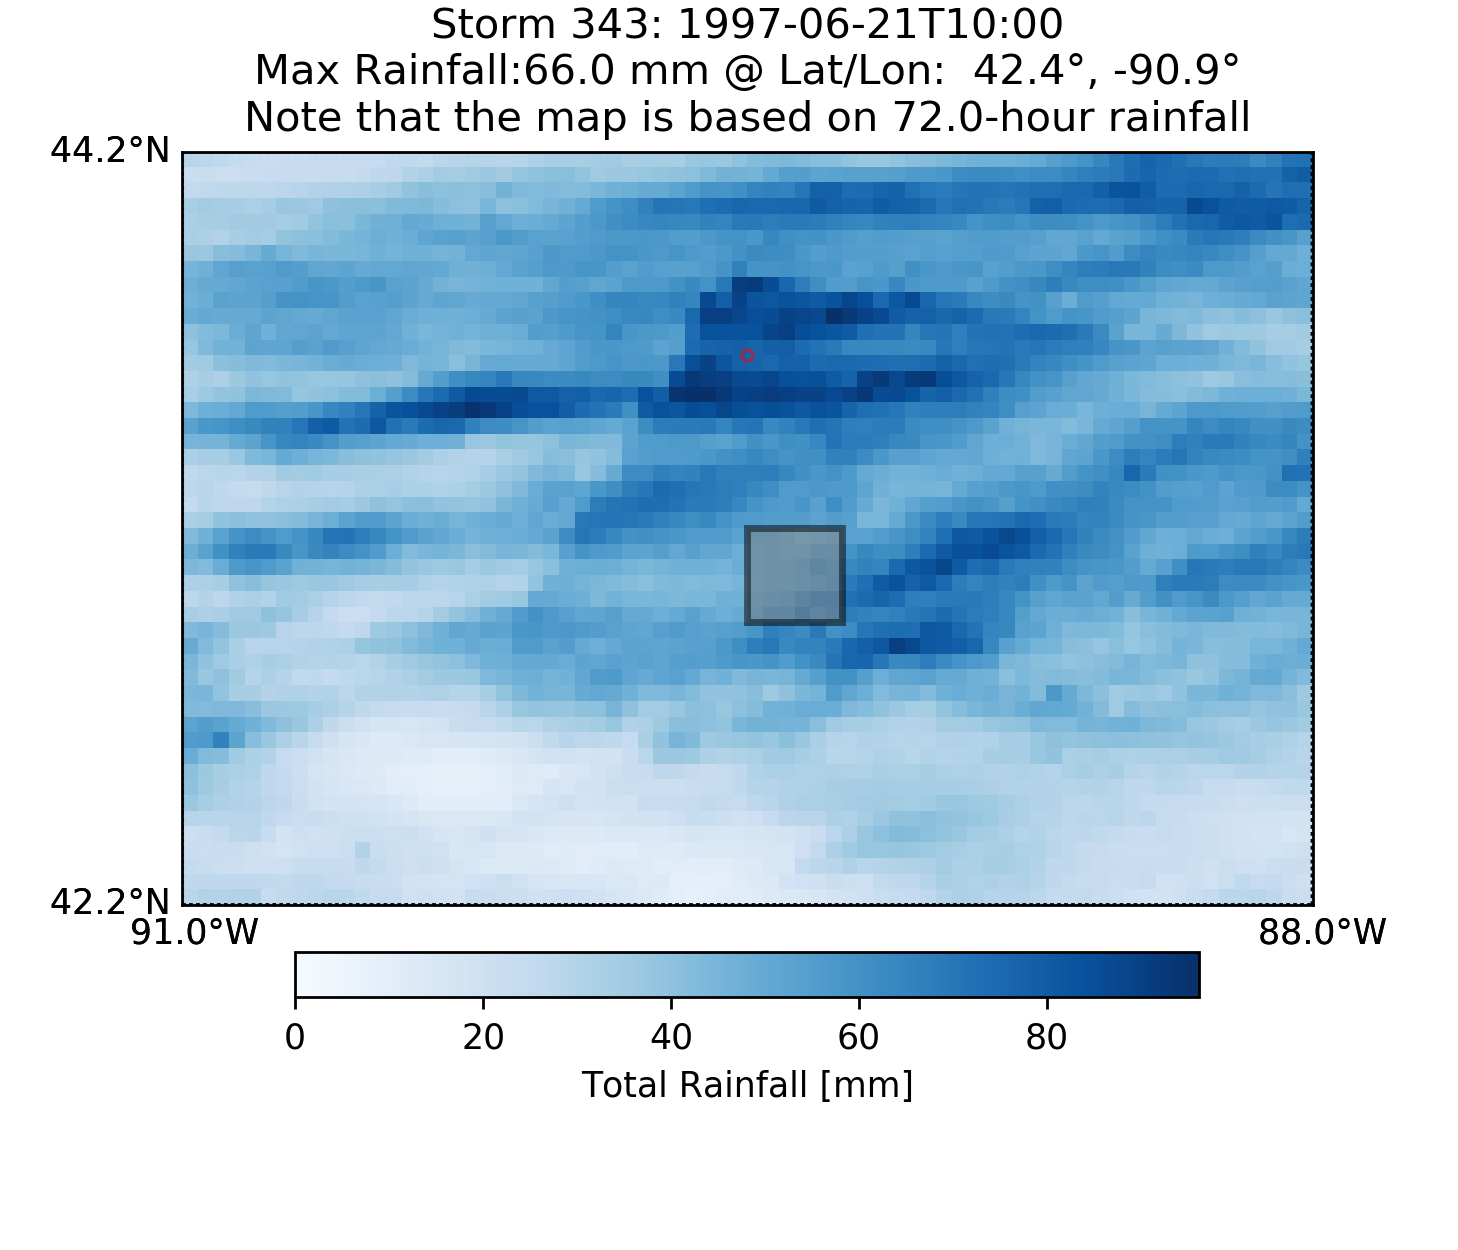 Storm 343: 1997-06-21T10:00
Max Rainfall:66.0 mm @ Lat/Lon:  42.4°, -90.9°
Note that the map is based on 72.0-hour rainfall
44.2°N
42.2°N
91.0°W 88.0°W
0 20 40 60 80
Total Rainfall [mm]